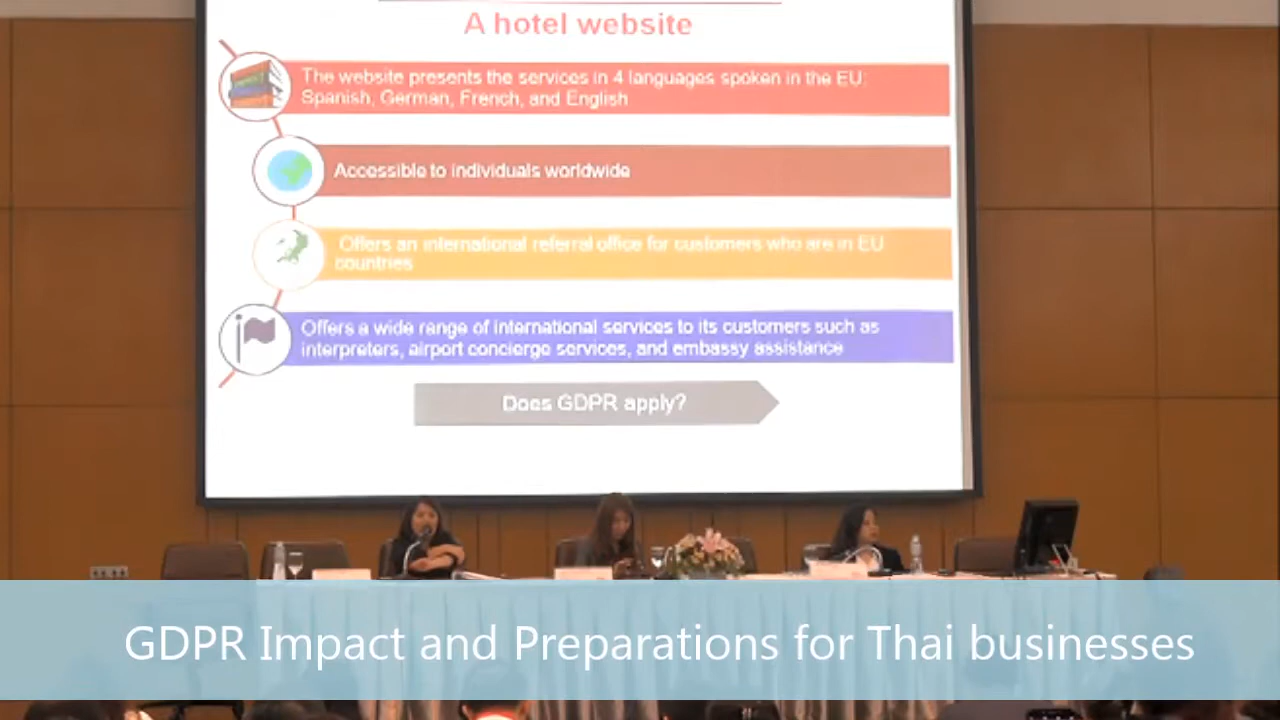 A hotel website
The website presents the services in 4 languages spoken in the EU:
Spanish, German, French, and English
Accessible to individuals worldwide
Offers an international referral office for customers who are in EU
countries
Offers a wide range of international services to its customers such as
interpreters, airport concierge services, and embassy assistance
Does GDPR apply?
GDPR Impact and Preparations for Thai businesses